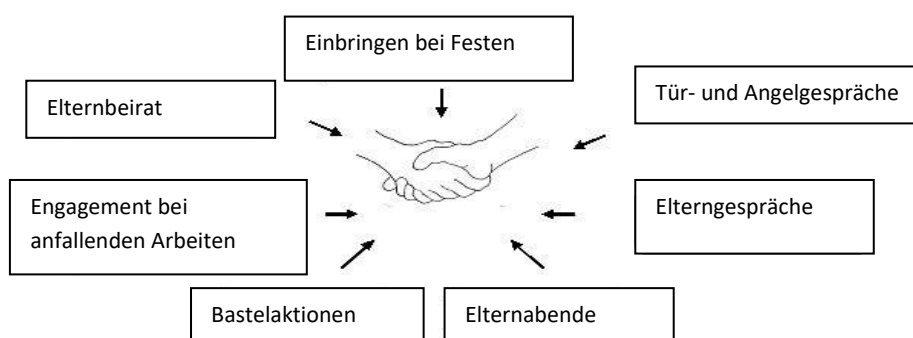 Einbringen bei Festen
Elternbeirat
Tür- und Angelgespräche
Engagement bei
anfallenden Arbeiten
Elterngespräche
Bastelaktionen
Elternabende